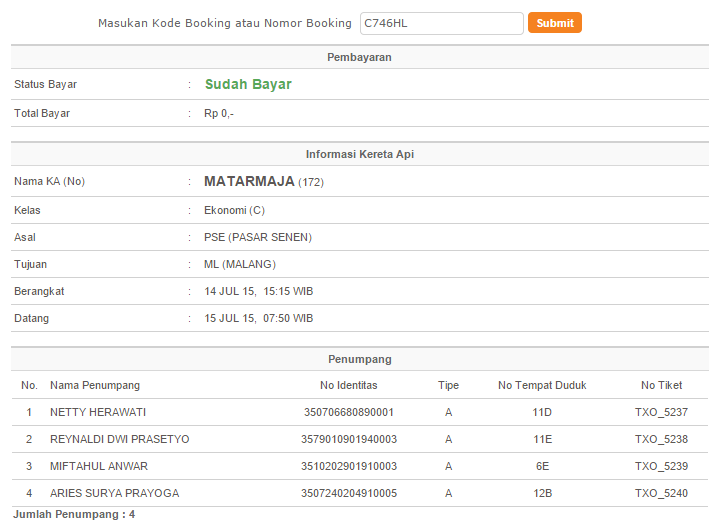 Masukan Kode Booking atau Nomor Booking C746HL Submit
Pembayaran
Status Bayar : Sudah Bayar
Total Bayar : Rp 0,-
Informasi Kereta Api
Nama KA (No) : MATARMAJA (172)
Kelas : Ekonomi (C)
Asal : PSE (PASAR SENEN)
Tujuan : ML (MALANG)
Berangkat : 14 JUL 15, 15:15 WIB
Datang : 15 JUL 15, 07:50 WIB
Penumpang
No. Nama Penumpang No Identitas Tipe No Tempat Duduk No Tiket
1 NETTY HERAWATI 350706680890001 A 11D TXO_5237
2 REYNALDI DWI PRASETYO 3579010901940003 A 11E TXO_5238
3 MIFTAHUL ANWAR 3510202901910003 A 6E TXO_5239
4 ARIES SURYA PRAYOGA 3507240204910005 A 12B TXO_5240
Jumlah Penumpang : 4